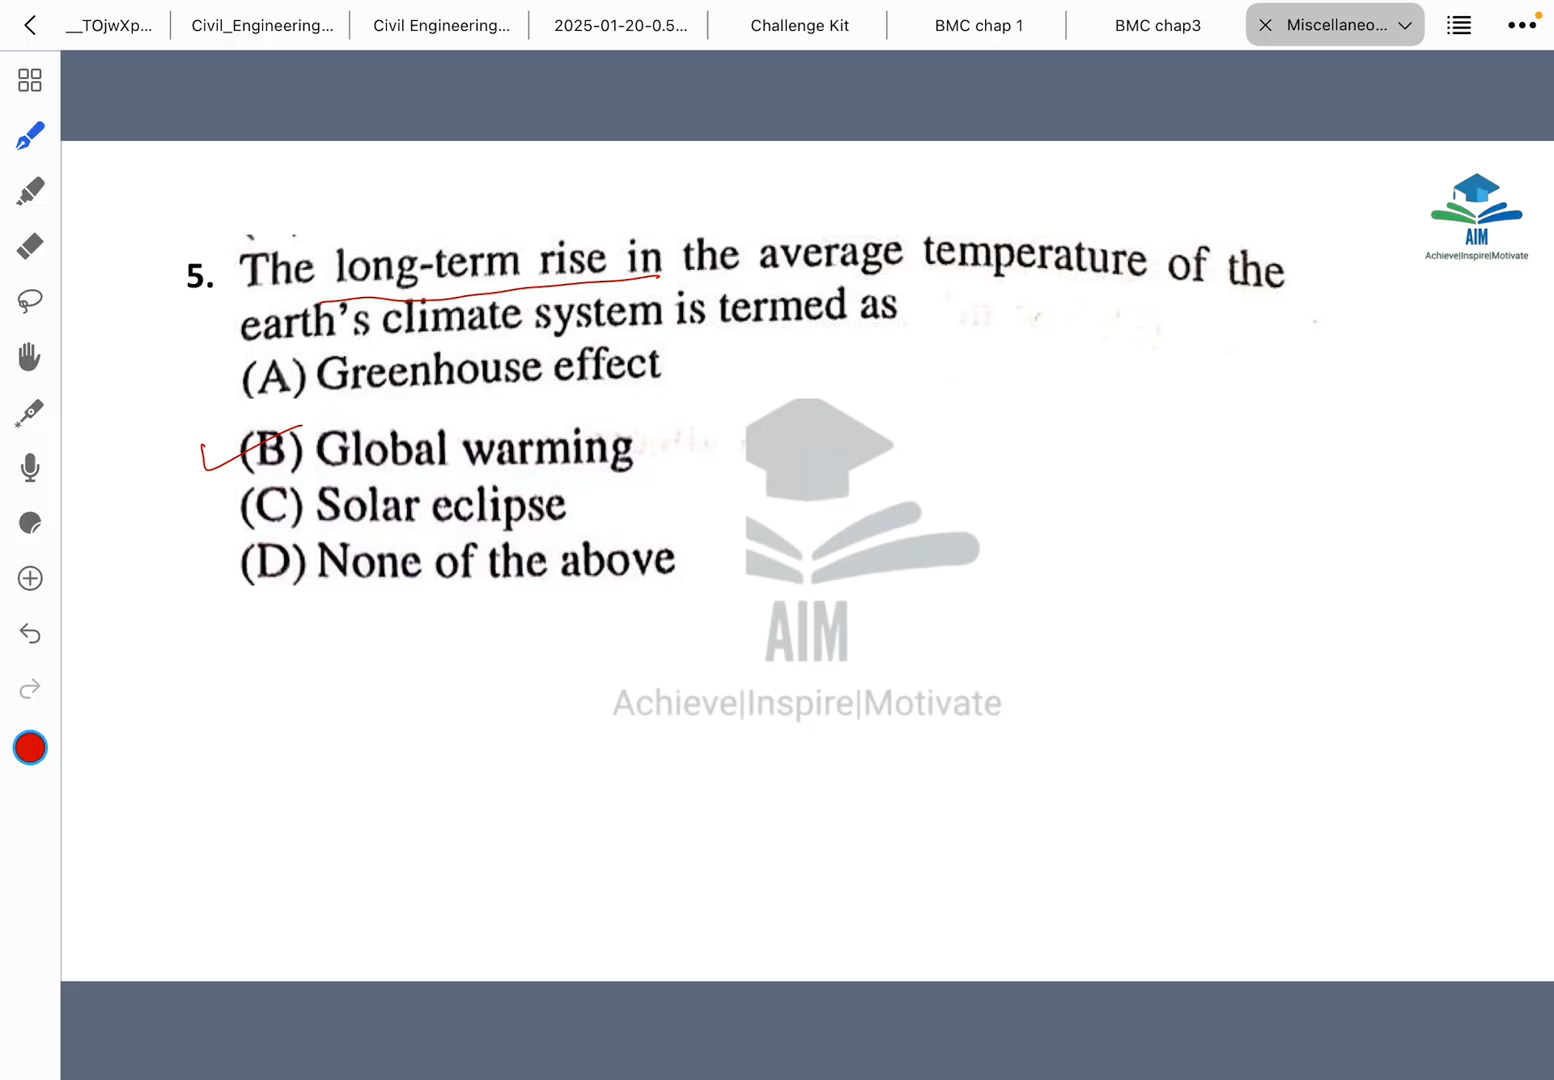 __TOjwXp...
Civil_Engineering...
Civil Engineering...
2025-01-20-0.5...
Challenge Kit
BMC chap 1
BMC chap3
Miscellaneo...
AIM
Achieve|Inspire|Motivate
5. The long-term rise in the average temperature of the
earth's climate system is termed as
(A) Greenhouse effect
(B) Global warming
(C) Solar eclipse
(D) None of the above
AIM
Achieve|Inspire|Motivate